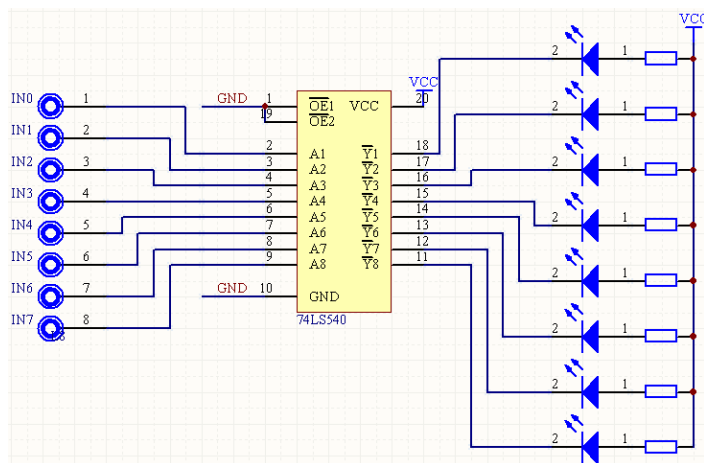 VCC
2 1
VCC
IN0 1 GND 1 OE1 VCC 20
19 OE2
2 1
IN1 2
2 A1 Y1 18
IN2 3 3 A2 Y2 17
2 1
4 A3 Y3 16
IN3 4 5 A4 Y4 15
6 A5 Y5 14
2 1
IN4 5 7 A6 Y6 13
8 A7 Y7 12
IN5 6 9 A8 Y8 11
2 1
IN6 7 GND 10 GND
IN7 8 74LS540
2 1
2 1
2 1